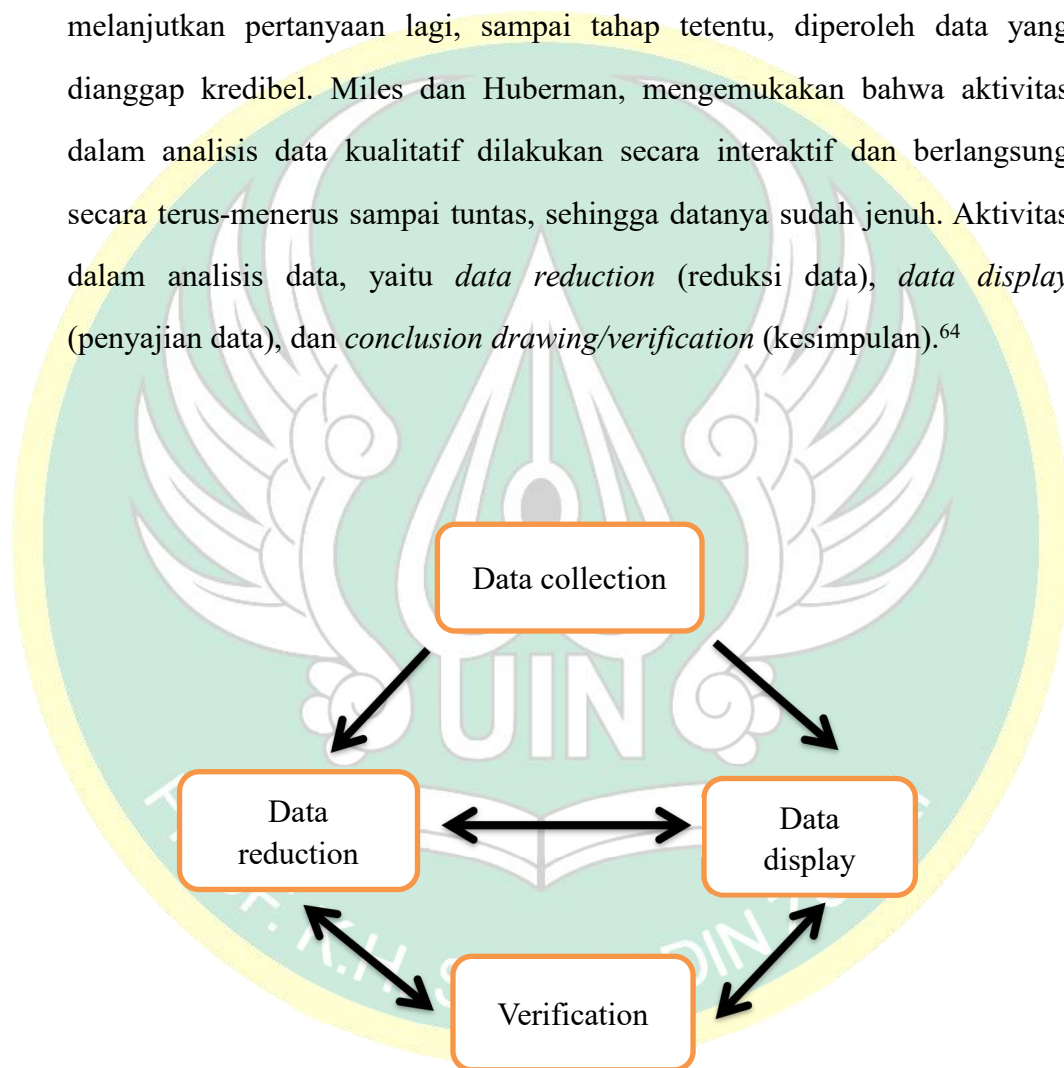 melanjutkan pertanyaan lagi, sampai tahap tetentu, diperoleh data yang
dianggap kredibel. Miles dan Huberman, mengemukakan bahwa aktivitas
dalam analisis data kualitatif dilakukan secara interaktif dan berlangsung
secara terus-menerus sampai tuntas, sehingga datanya sudah jenuh. Aktivitas
dalam analisis data, yaitu data reduction (reduksi data), data display
(penyajian data), dan conclusion drawing/verification (kesimpulan).⁶⁴
Data collection
UIN
Data
reduction
Data
display
K.H.
Verification